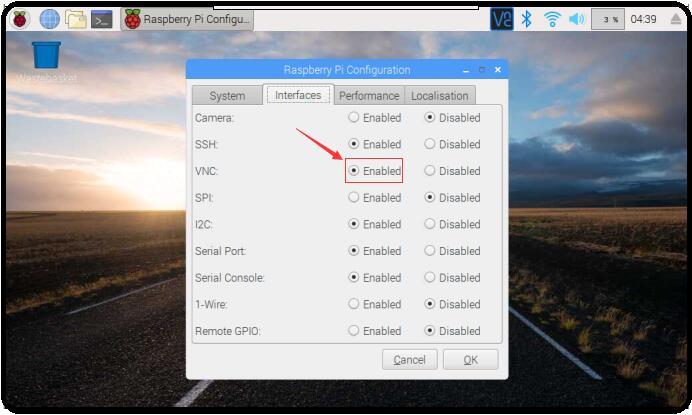 Raspberry Pi Configu...
3 %
04:39
Wastebasket
Raspberry Pi Configuration
System Interfaces Performance Localisation
Camera: Enabled Disabled
SSH: Enabled Disabled
VNC: Enabled Disabled
SPI: Enabled Disabled
I2C: Enabled Disabled
Serial Port: Enabled Disabled
Serial Console: Enabled Disabled
1-Wire: Enabled Disabled
Remote GPIO: Enabled Disabled
Cancel OK